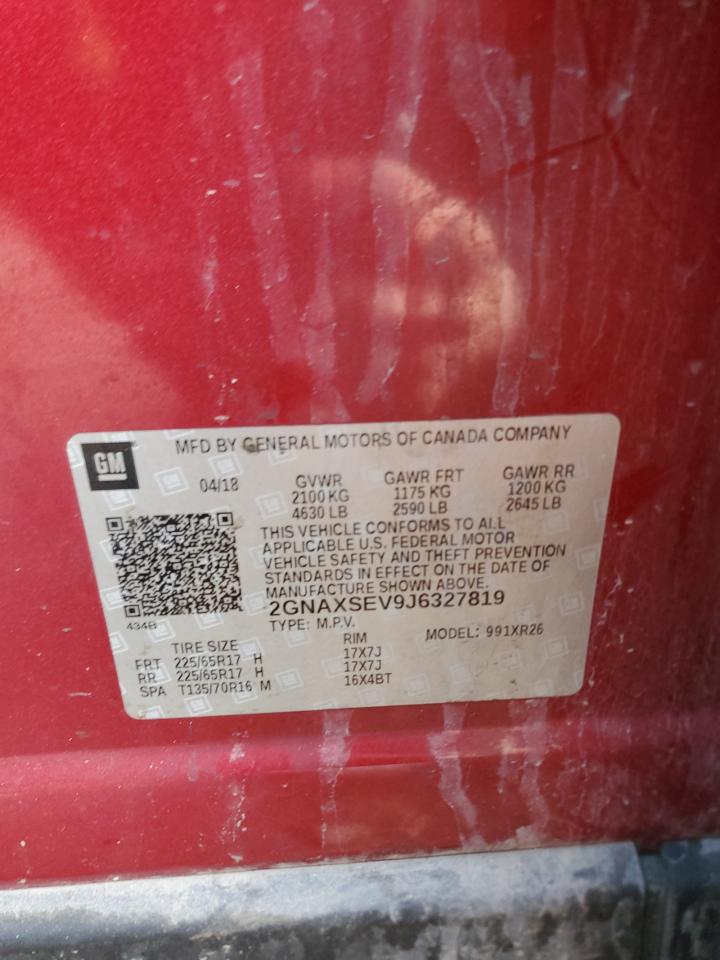 MFD BY GENERAL MOTORS OF CANADA COMPANY
GM
04/18 GVWR GAWR FRT GAWR RR
2100 KG 1175 KG 1200 KG
4630 LB 2590 LB 2645 LB
THIS VEHICLE CONFORMS TO ALL
APPLICABLE U.S. FEDERAL MOTOR
VEHICLE SAFETY AND THEFT PREVENTION
STANDARDS IN EFFECT ON THE DATE OF
MANUFACTURE SHOWN ABOVE.
2GNAXSEV9J6327819
434B
TYPE: M.P.V. MODEL: 991XR26
TIRE SIZE RIM
FRT 225/65R17 H 17X7J
RR 225/65R17 H 17X7J
SPA T135/70R16 M 16X4BT